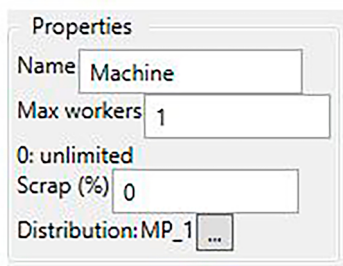 Properties
Name Machine
Max workers 1
0: unlimited
Scrap (%) 0
Distribution: MP_1 ...